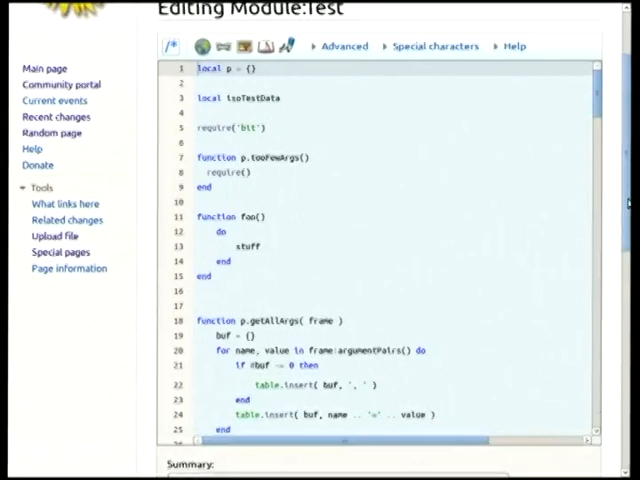 Editing Module:Test
/*
Advanced
Special characters
Help
Main page
Community portal
Current events
Recent changes
Random page
Help
Donate
Tools
What links here
Related changes
Upload file
Special pages
Page information
1 local p = {}
2
3 local isoTestData
4
5 require('bit')
6
7 function p.tooFewArgs()
8 require()
9 end
10
11 function foo()
12 do
13 stuff
14 end
15 end
16
17
18 function p.getAllArgs( frame )
19 buf = {}
20 for name, value in frame:argumentPairs() do
21 if #buf ~= 0 then
22 table.insert( buf, ', ' )
23 end
24 table.insert( buf, name .. '=' .. value )
25 end
Summary: